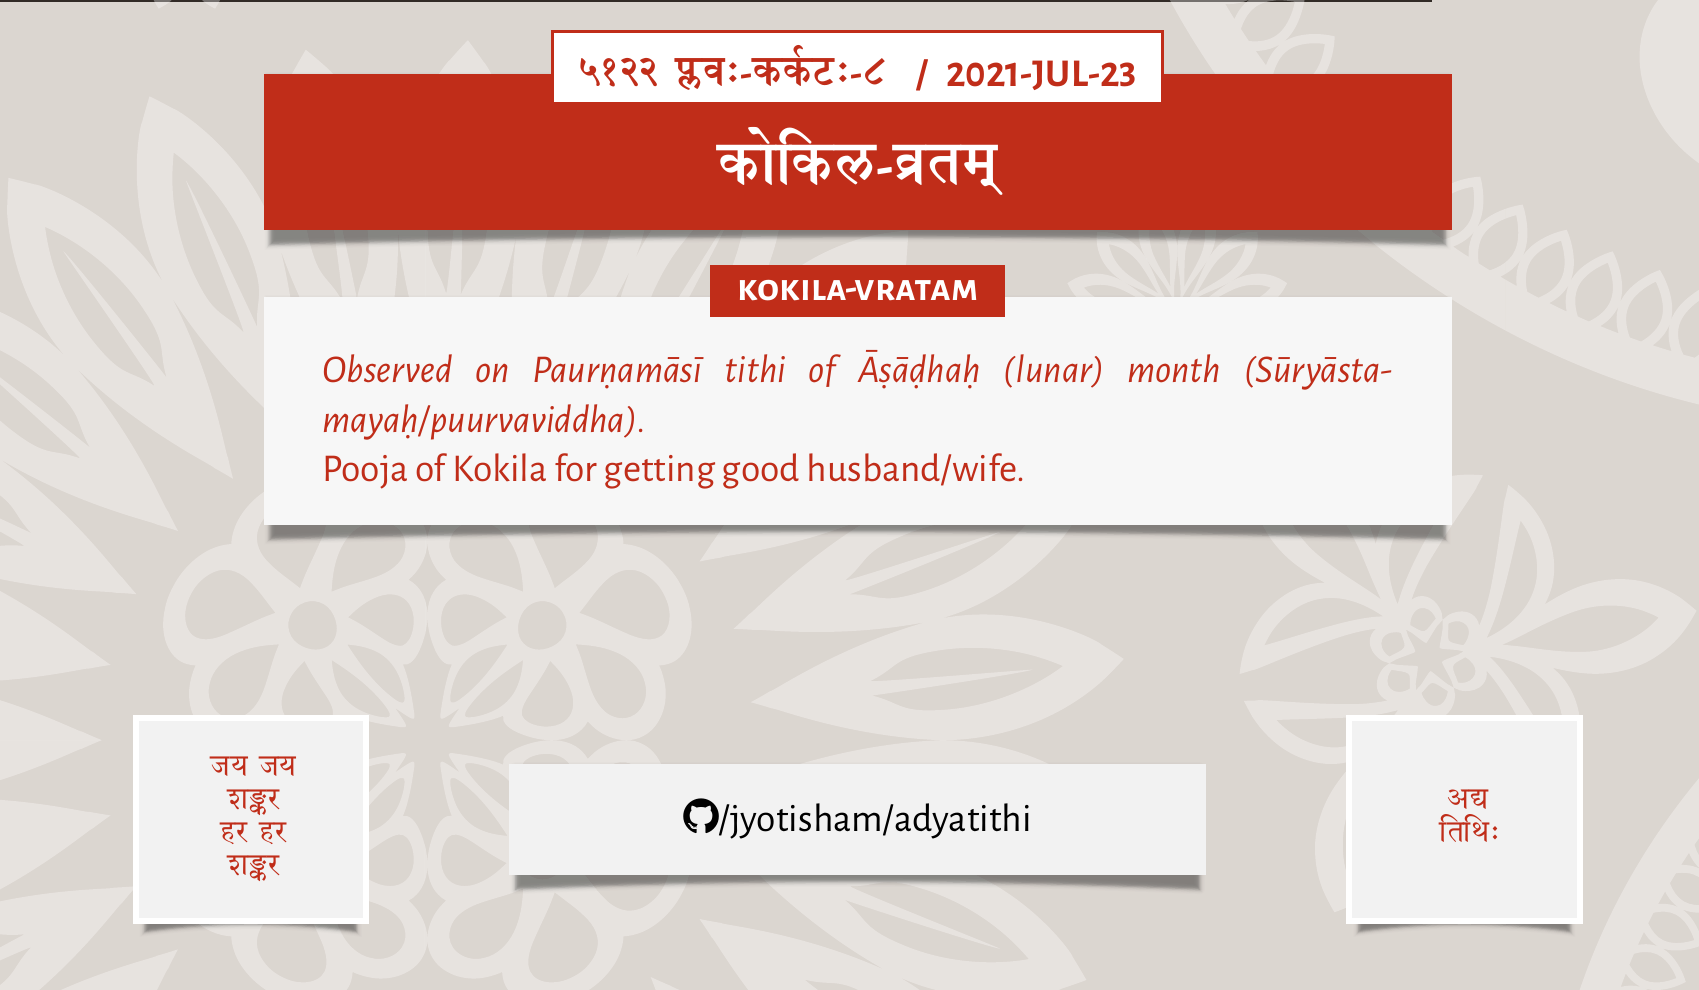 ५१२२ प्लवः-कर्कटः-८ / 2021-JUL-23
कोकिल-व्रतम्
KOKILA-VRATAM
Observed on Paurṇamāsī tithi of Āṣāḍhaḥ (lunar) month (Sūryāsta-
mayaḥ/puurvaviddha).
Pooja of Kokila for getting good husband/wife.
जय जय
शङ्कर
हर हर
शङ्कर
/jyotisham/adyatithi
अद्य
तिथिः